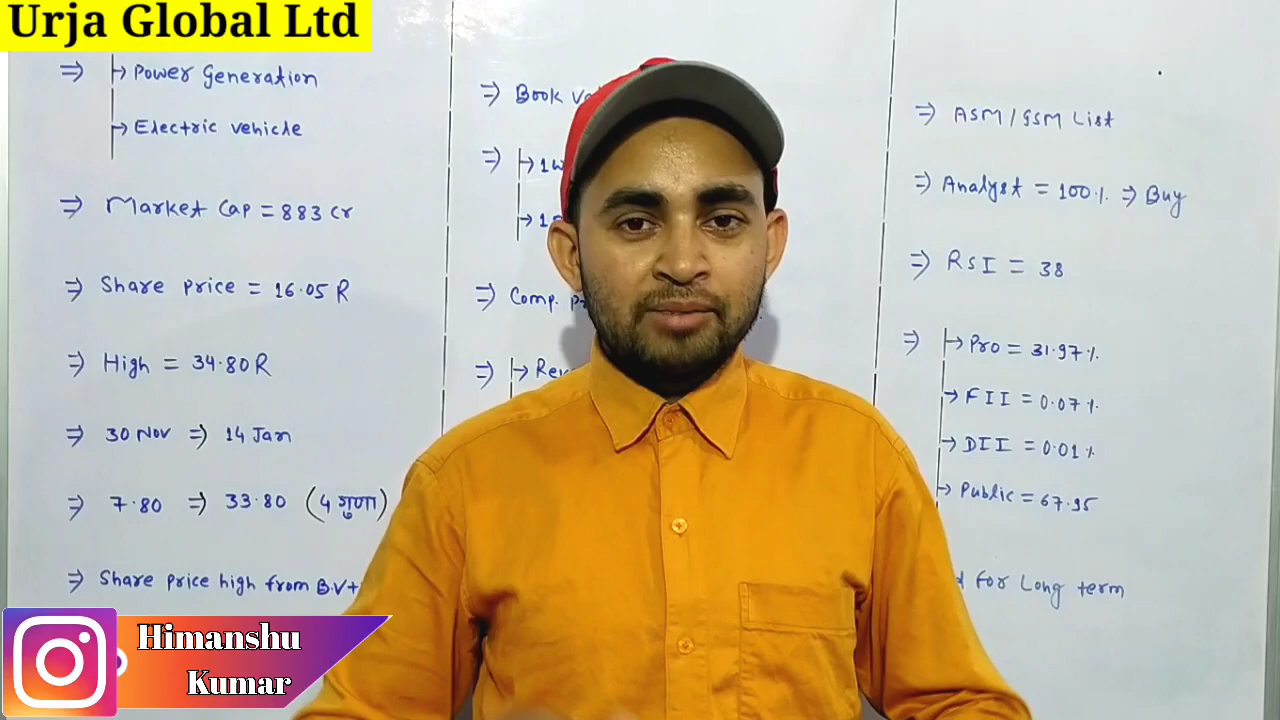 Urja Global Ltd
⇒ → Power Generation
→ Electric vehicle
⇒ Market Cap = 883 Cr
⇒ Share price = 16.05 R
⇒ High = 34.80 R
⇒ 30 Nov ⇒ 14 Jan
⇒ 7.80 ⇒ 33.80 (4 गुणा)
⇒ Share price high from B.V+
⇒ Book
⇒ → 1
→ 1
⇒ Comp.
⇒ →
⇒ ASM / GSM List
⇒ Analyst = 100% ⇒ Buy
⇒ RSI = 38
⇒ → Pro = 31.97%
→ FII = 0.07%
→ DII = 0.01%
→ Public = 67.95
for Long term
Himanshu
Kumar